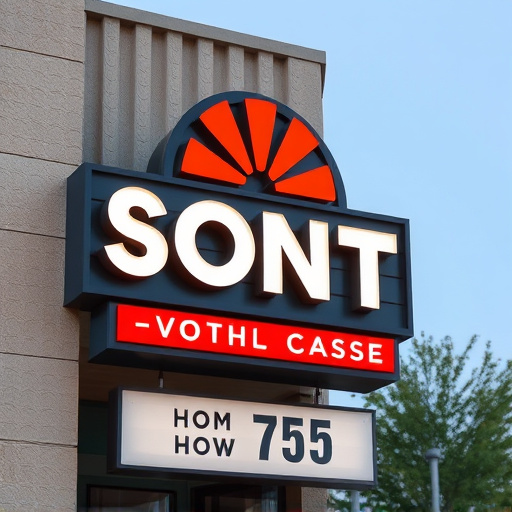 SONT
–VOTHL CASSE
HOM 755
HOW